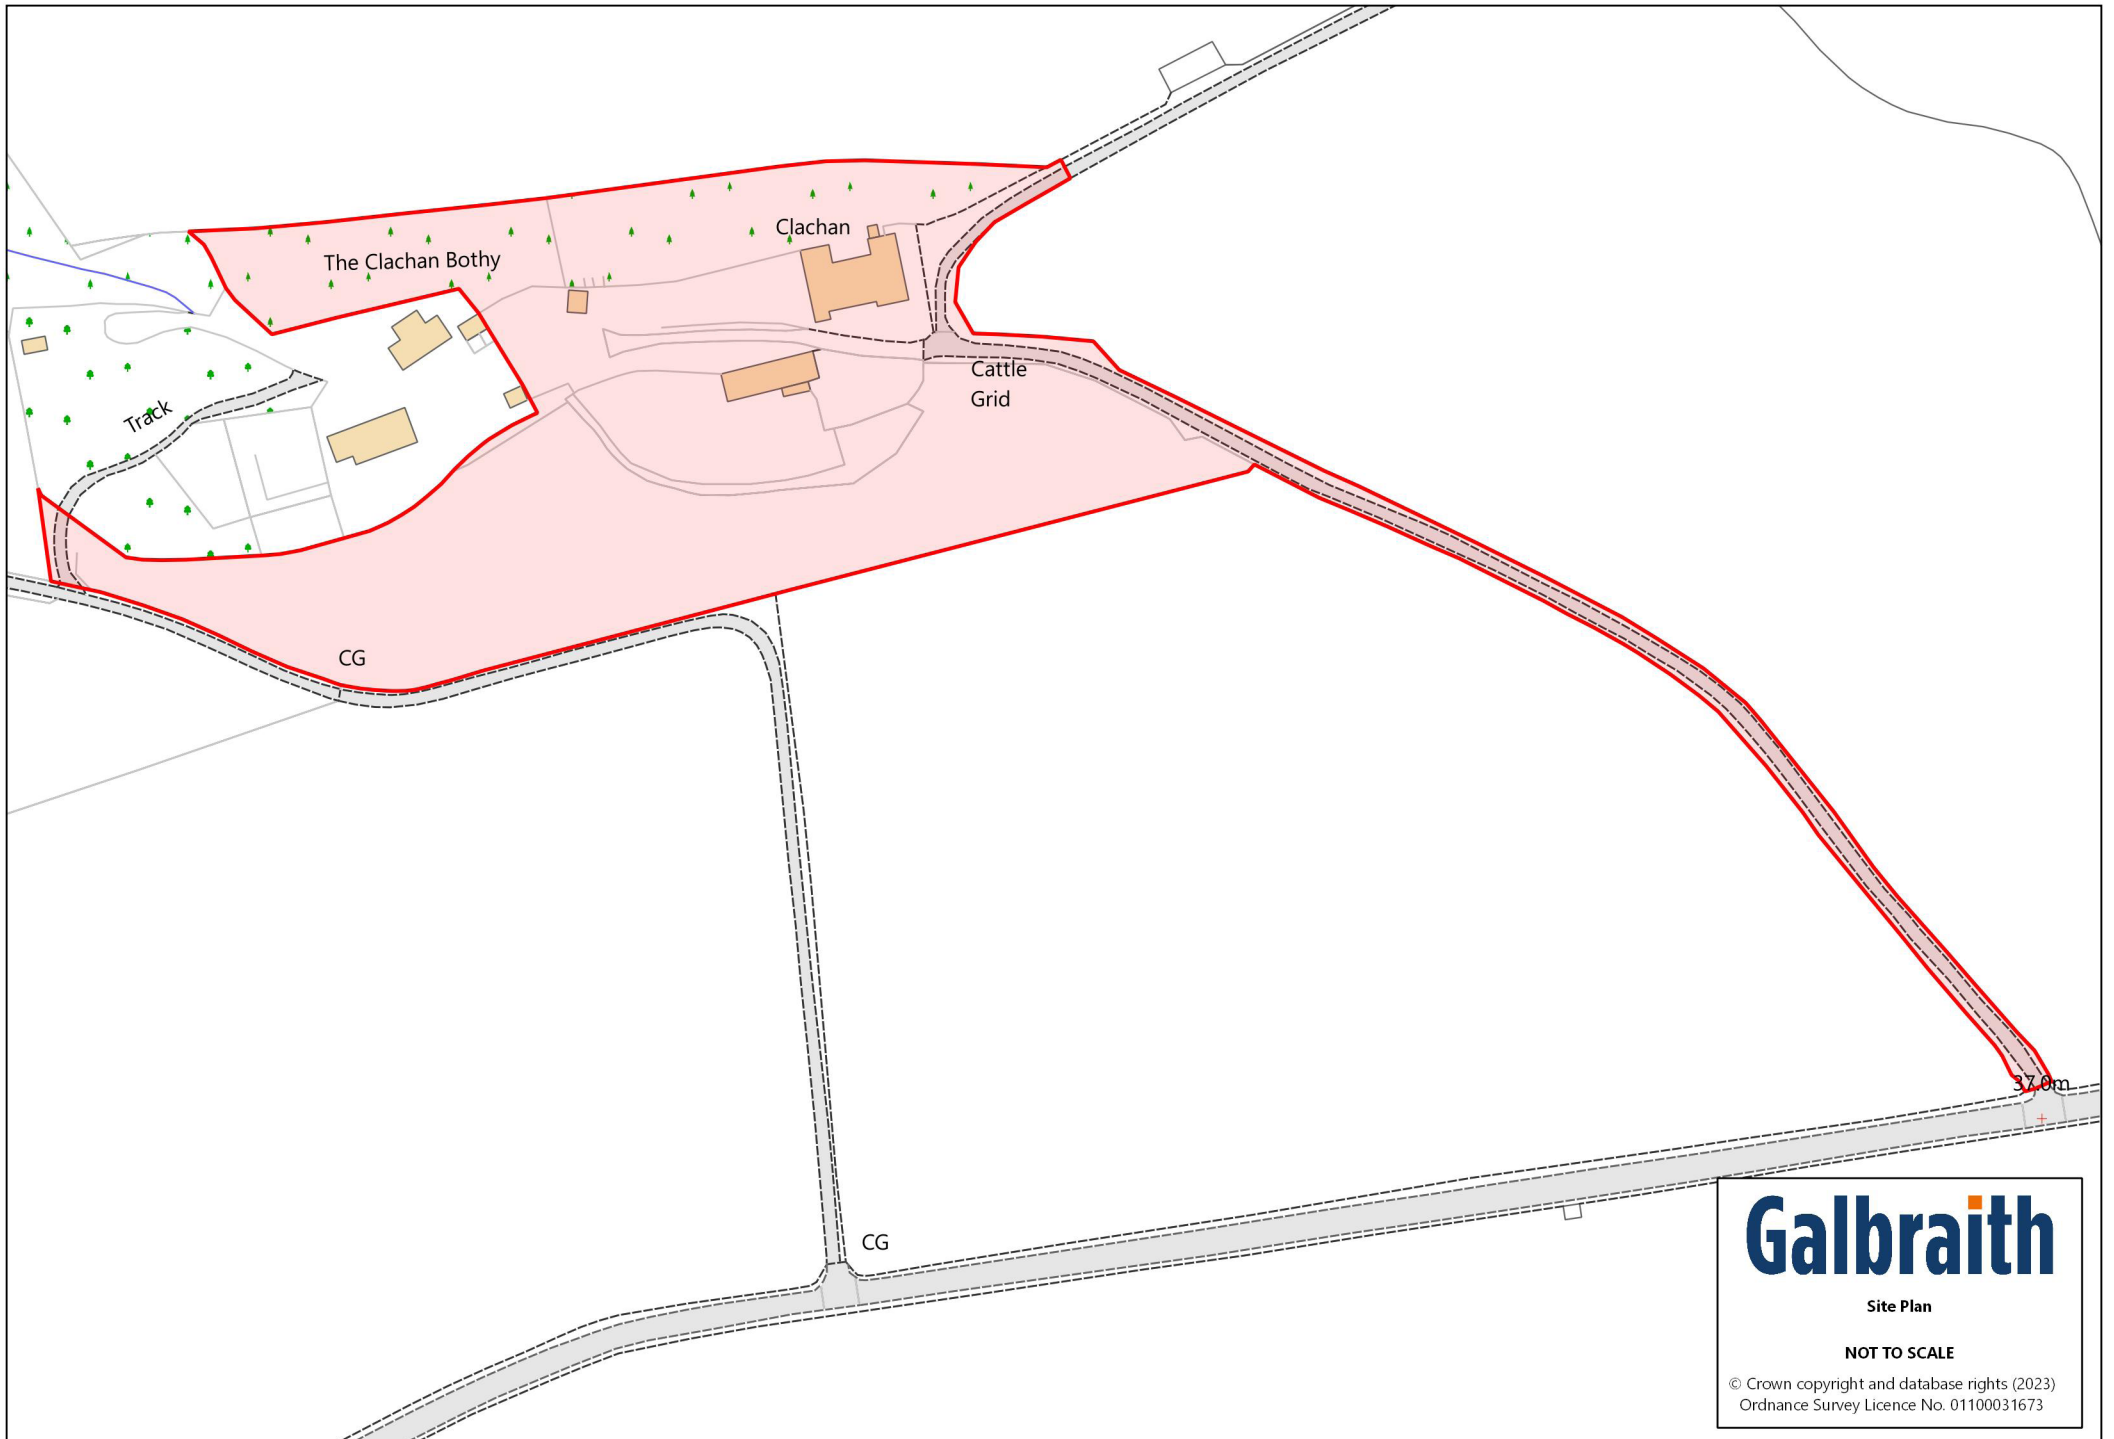 Clachan
The Clachan Bothy
Cattle
Grid
Track
CG
37.0m
CG
Galbraith
Site Plan
NOT TO SCALE
© Crown copyright and database rights (2023)
Ordnance Survey Licence No. 01100031673